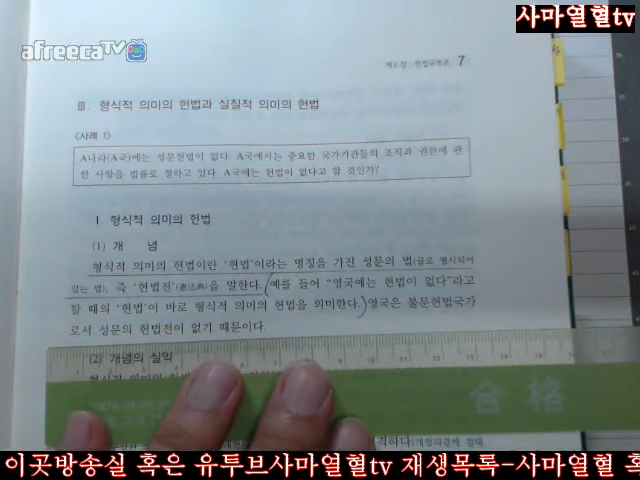 사마열혈tv
afreecaTV
제1장 헌법규범론 7
Ⅲ. 형식적 의미의 헌법과 실질적 의미의 헌법
〈사례 1〉
A나라(A국)에는 성문헌법이 없다. A국에서는 중요한 국가기관들의 조직과 권한에 관
한 사항을 법률로 정하고 있다. A국에는 헌법이 없다고 할 것인가?
1. 형식적 의미의 헌법
(1) 개 념
형식적 의미의 헌법이란 '헌법'이라는 명칭을 가진 성문의 법(글로 명시되어
있는 법), 즉 '헌법전'(憲法典)을 말한다. 예를 들어 "영국에는 헌법이 없다"라고
할 때의 '헌법'이 바로 형식적 의미의 헌법을 의미한다. 영국은 불문헌법국가
로서 성문의 헌법전이 없기 때문이다.
(2) 개념의 실익
合格
이곳방송실 혹은 유투브사마열혈tv 재생목록-사마열혈 혹